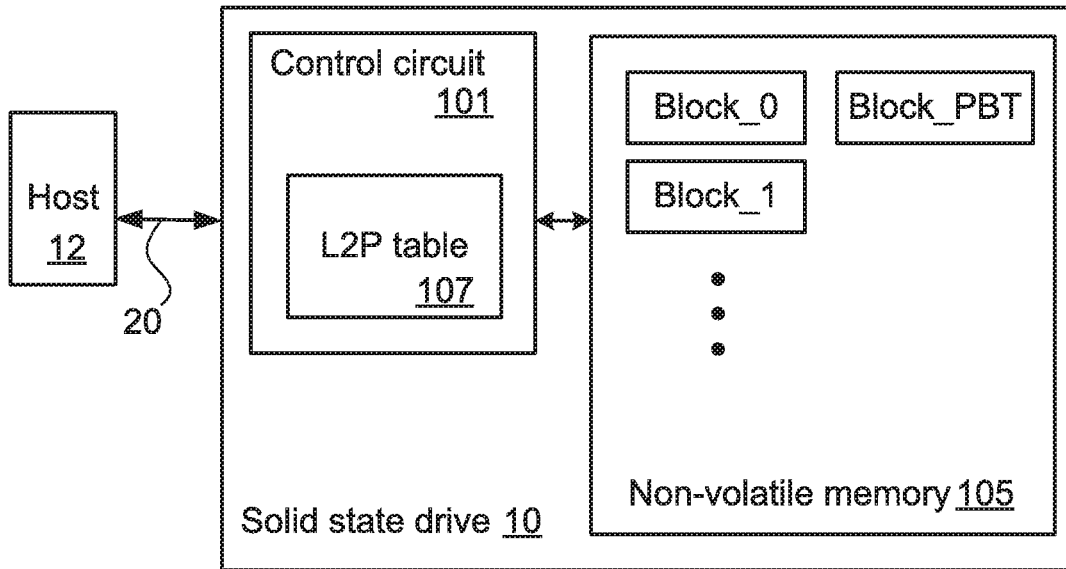 Host
12
20
Control circuit
101
L2P table
107
Solid state drive 10
Block_0
Block_PBT
Block_1
Non-volatile memory 105